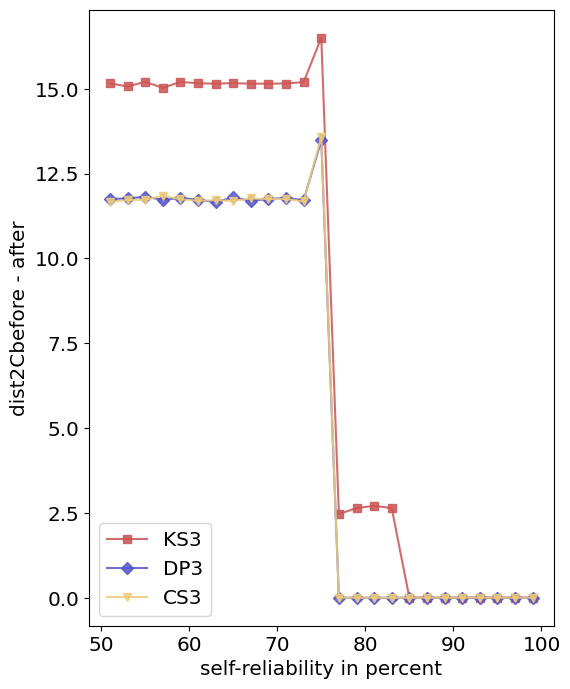 dist2Cbefore - after
15.0
12.5
10.0
7.5
5.0
2.5
0.0
KS3
DP3
CS3
50 60 70 80 90 100
self-reliability in percent